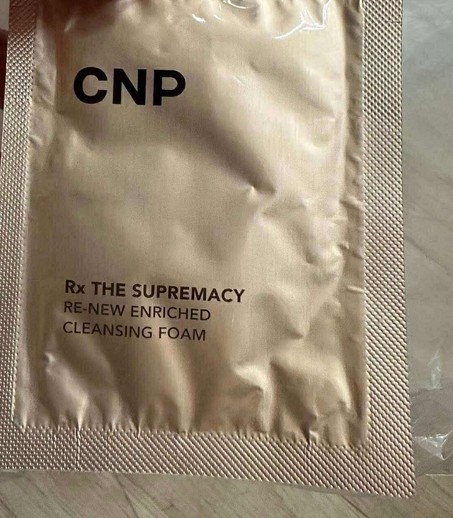 CNP
Rx THE SUPREMACY
RE-NEW ENRICHED
CLEANSING FOAM